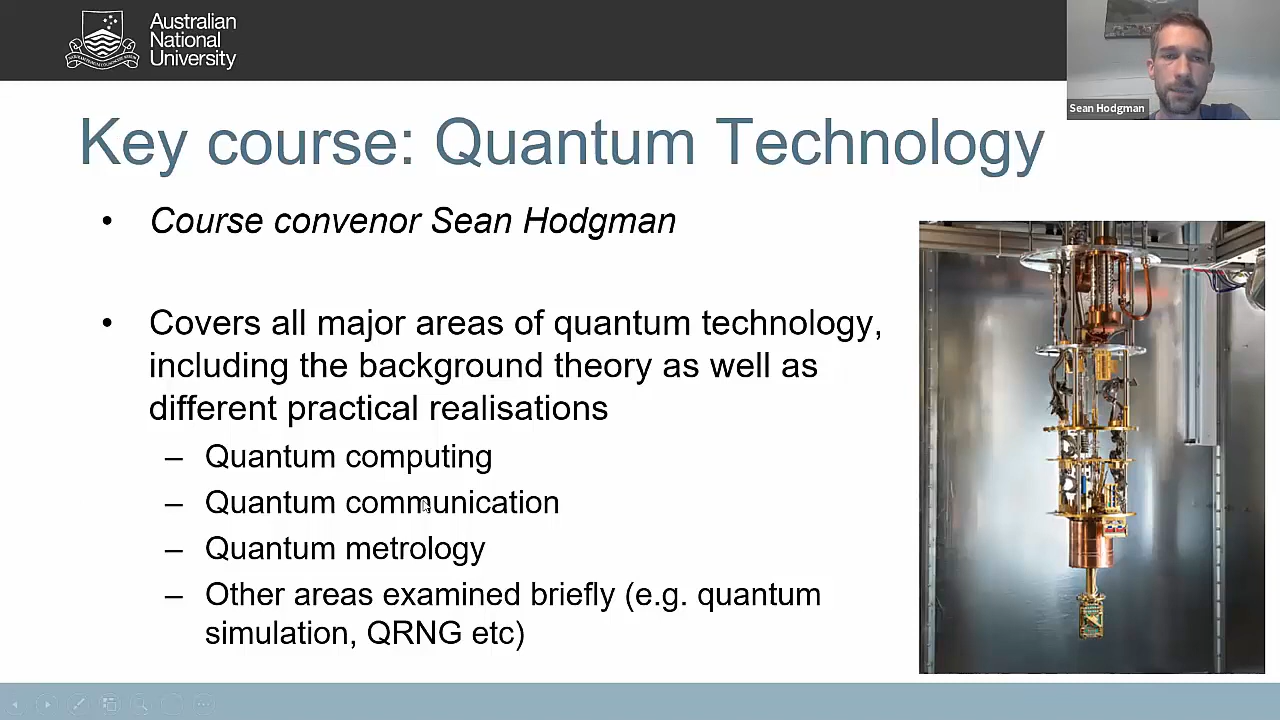 Australian
National
University
Sean Hodgman
Key course: Quantum Technology
• Course convenor Sean Hodgman
• Covers all major areas of quantum technology,
including the background theory as well as
different practical realisations
– Quantum computing
– Quantum communication
– Quantum metrology
– Other areas examined briefly (e.g. quantum
simulation, QRNG etc)